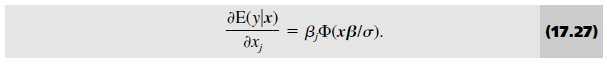 ∂E(y|x)
∂x_j
= β_jΦ(xβ/σ).
(17.27)